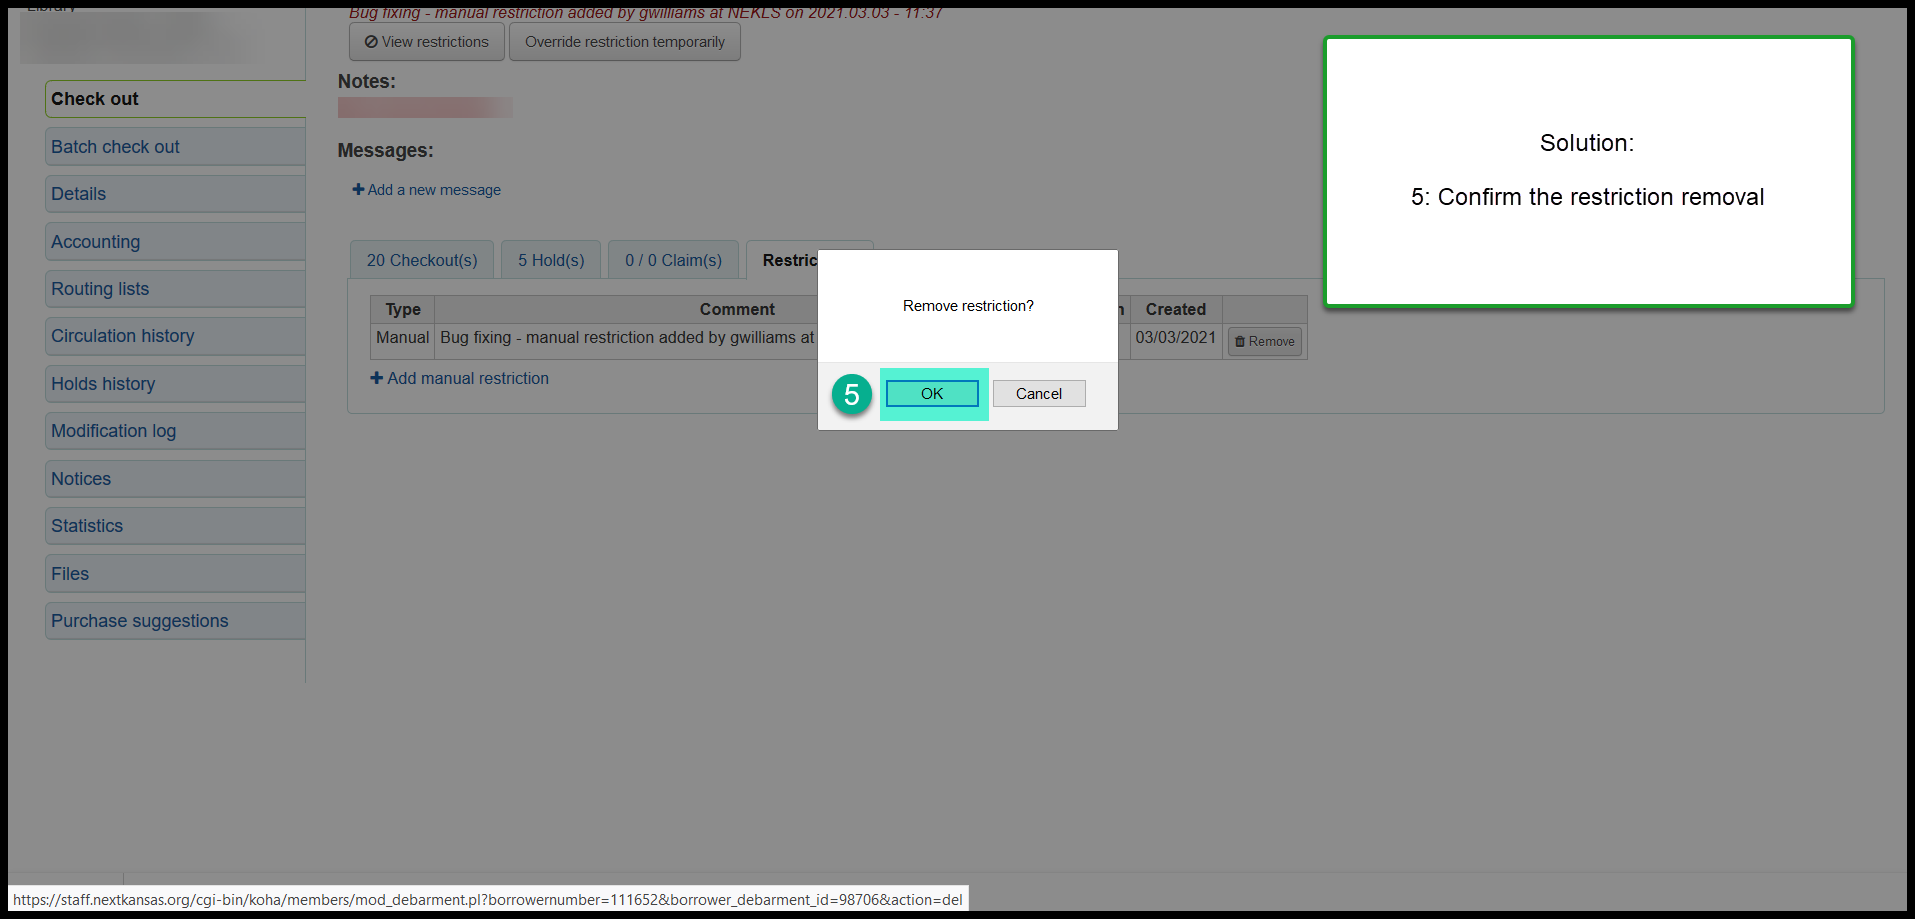 Library
Bug fixing - manual restriction added by gwilliams at NEKLS on 2021.03.03 - 11:37
View restrictions
Override restriction temporarily
Notes:
Messages:
Add a new message
Check out
Batch check out
Details
Accounting
Routing lists
Circulation history
Holds history
Modification log
Notices
Statistics
Files
Purchase suggestions
20 Checkout(s) 5 Hold(s) 0 / 0 Claim(s) Restric
Type Comment n Created
Manual Bug fixing - manual restriction added by gwilliams at 03/03/2021 Remove
Add manual restriction
Remove restriction?
5 OK Cancel
Solution:
5: Confirm the restriction removal
https://staff.nextkansas.org/cgi-bin/koha/members/mod_debarment.pl?borrowernumber=111652&borrower_debarment_id=98706&action=del